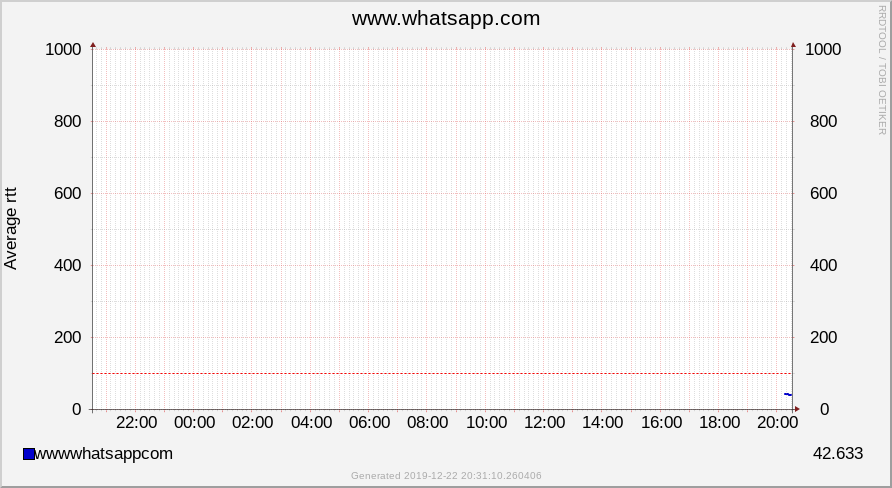 www.whatsapp.com
RRDTOOL / TOBI OETIKER
Average rtt
1000 1000
800 800
600 600
400 400
200 200
0 0
22:00 00:00 02:00 04:00 06:00 08:00 10:00 12:00 14:00 16:00 18:00 20:00
wwwwhatsappcom 42.633
Generated 2019-12-22 20:31:10.260406